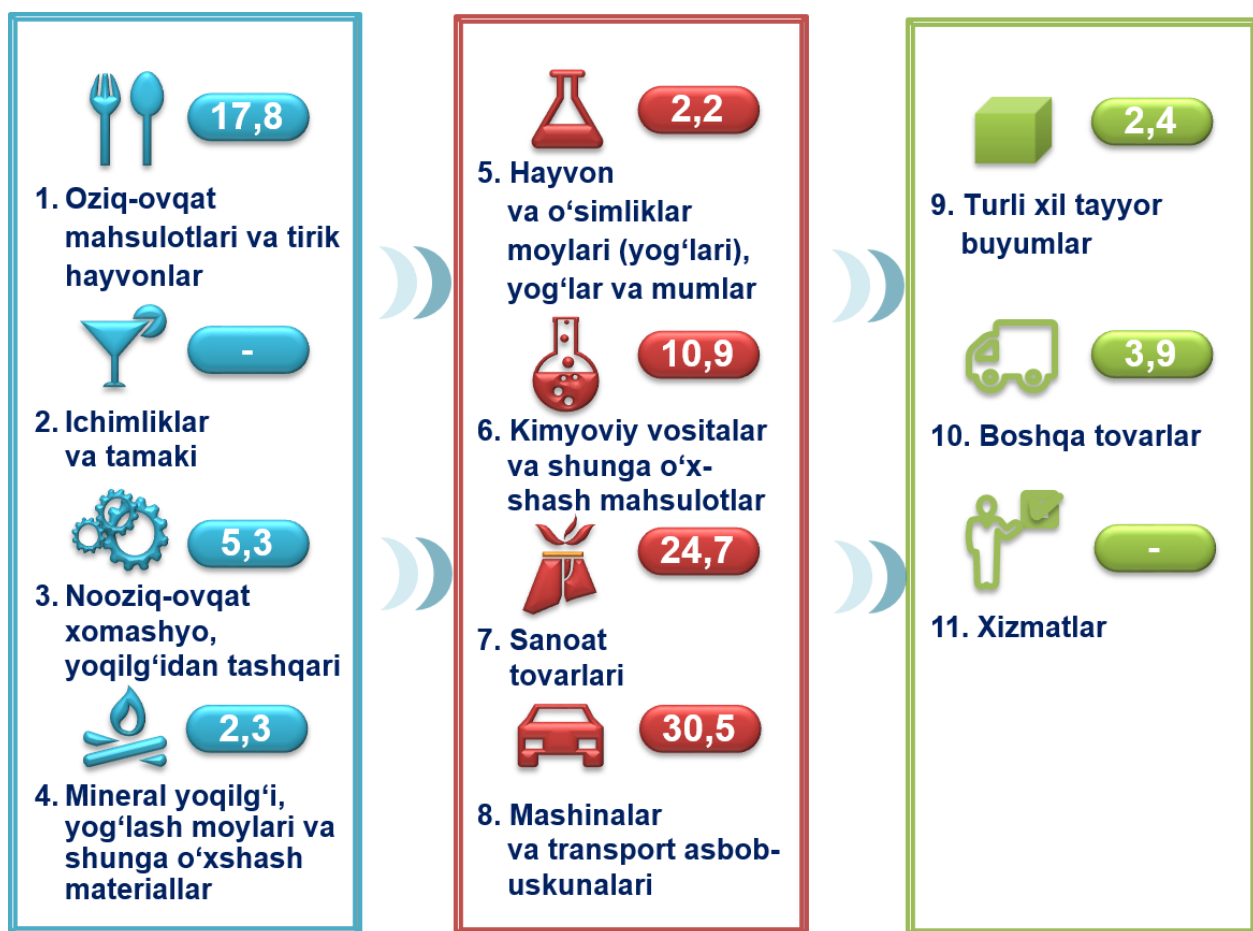 17,8
1. Oziq-ovqat
mahsulotlari va tirik
hayvonlar
-
2. Ichimliklar
va tamaki
5,3
3. Nooziq-ovqat
xomashyo,
yoqilg‘idan tashqari
2,3
4. Mineral yoqilg‘i,
yog‘lash moylari va
shunga o‘xshash
materiallar
2,2
5. Hayvon
va o‘simliklar
moylari (yog‘lari),
yog‘lar va mumlar
10,9
6. Kimyoviy vositalar
va shunga o‘x-
shash mahsulotlar
24,7
7. Sanoat
tovarlari
30,5
8. Mashinalar
va transport asbob-
uskunalari
2,4
9. Turli xil tayyor
buyumlar
3,9
10. Boshqa tovarlar
-
11. Xizmatlar